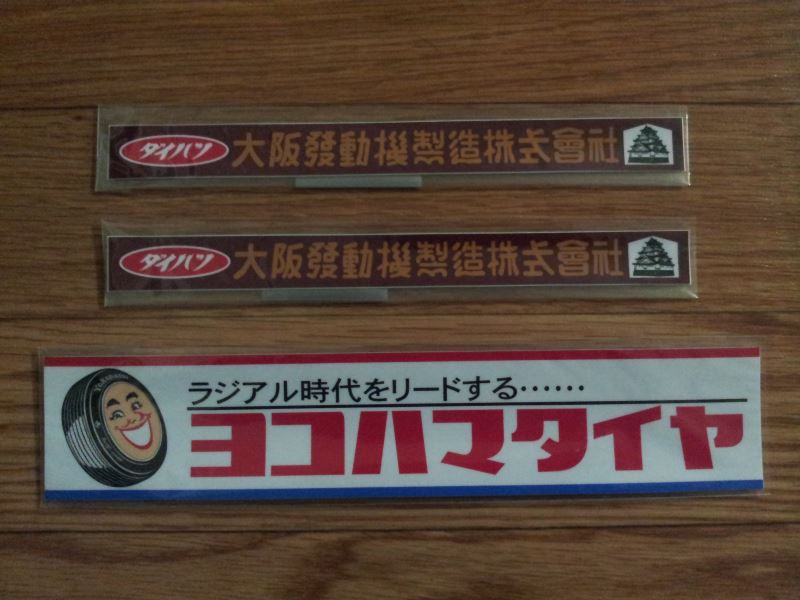 ダイハツ 大阪發動機製造株式會社
ダイハツ 大阪發動機製造株式會社
ラジアル時代をリードする……
ヨコハマタイヤ